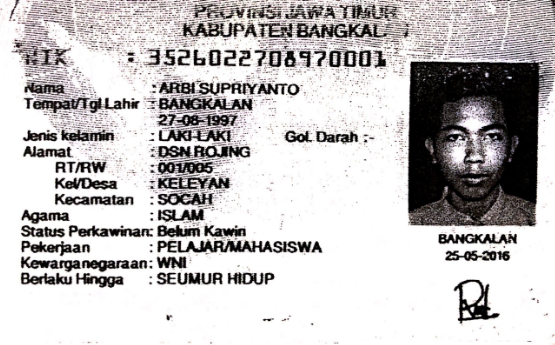 PROVINSI JAWA TIMUR
KABUPATEN BANGKAL
NIK : 3526022708970001
Nama : ARBI SUPRIYANTO
Tempat/Tgl Lahir : BANGKALAN
27-08-1997
Jenis kelamin : LAKI-LAKI Gol. Darah :-
Alamat : DSN ROJING
RT/RW : 001/005
Kel/Desa : KELEYAN
Kecamatan : SOCAH
Agama : ISLAM
Status Perkawinan: Belum Kawin
Pekerjaan : PELAJAR/MAHASISWA
Kewarganegaraan: WNI
Berlaku Hingga : SEUMUR HIDUP
BANGKALAN
25-05-2016